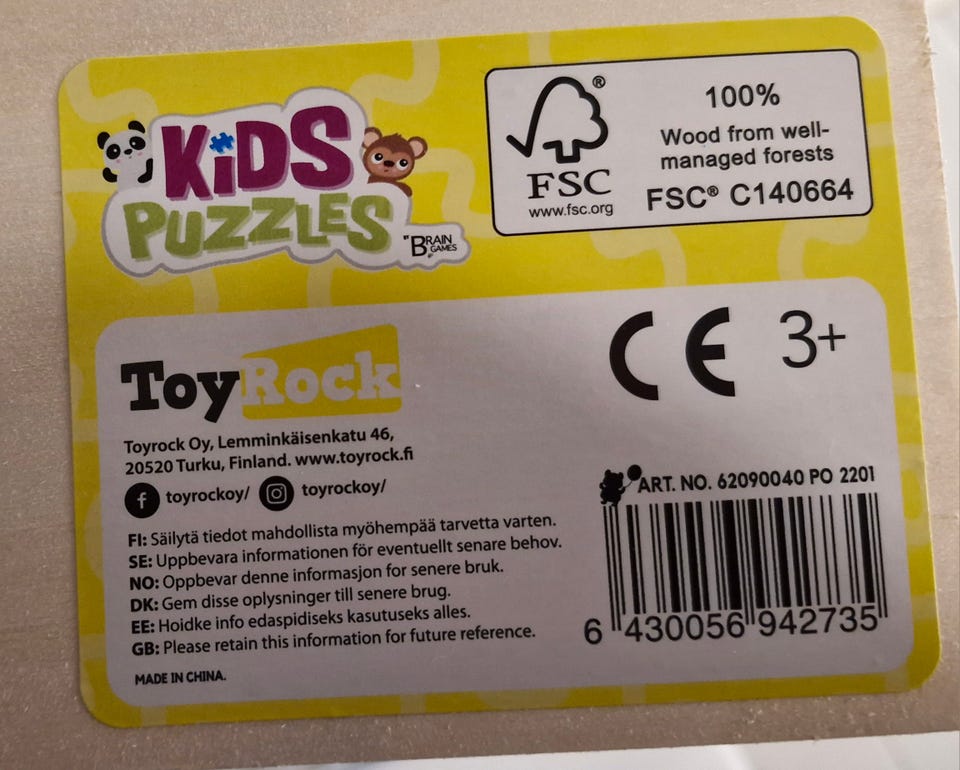 KiDS
PUZZLES
BRAIN
GAMES
®
FSC
www.fsc.org
100%
Wood from well-
managed forests
FSC® C140664
ToyRock
CE 3+
Toyrock Oy, Lemminkäisenkatu 46,
20520 Turku, Finland. www.toyrock.fi
toyrockoy/ toyrockoy/
FI: Säilytä tiedot mahdollista myöhempää tarvetta varten.
SE: Uppbevara informationen för eventuellt senare behov.
NO: Oppbevar denne informasjon for senere bruk.
DK: Gem disse oplysninger till senere brug.
EE: Hoidke info edaspidiseks kasutuseks alles.
GB: Please retain this information for future reference.
MADE IN CHINA.
ART. NO. 62090040 PO 2201
6 430056 942735